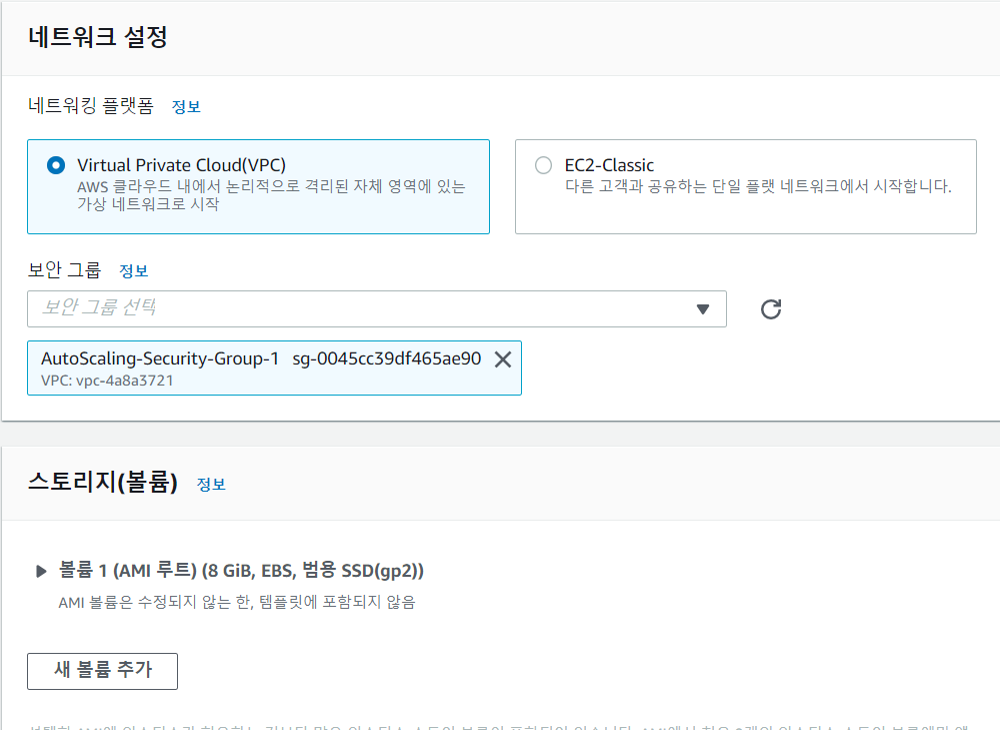 네트워크 설정
네트워킹 플랫폼 정보
Virtual Private Cloud(VPC)
AWS 클라우드 내에서 논리적으로 격리된 자체 영역에 있는
가상 네트워크로 시작
EC2-Classic
다른 고객과 공유하는 단일 플랫 네트워크에서 시작합니다.
보안 그룹 정보
보안 그룹 선택
AutoScaling-Security-Group-1 sg-0045cc39df465ae90
VPC: vpc-4a8a3721
스토리지(볼륨) 정보
볼륨 1 (AMI 루트) (8 GiB, EBS, 범용 SSD(gp2))
AMI 볼륨은 수정되지 않는 한, 템플릿에 포함되지 않음
새 볼륨 추가